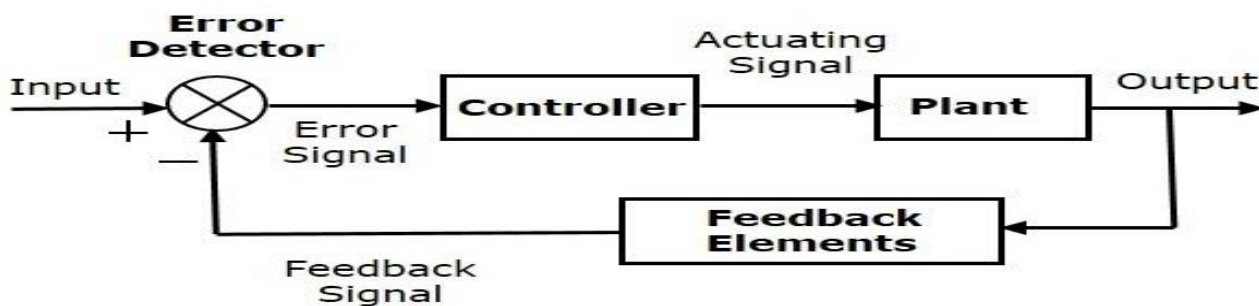 Error
Detector
Input
+
−
Error
Signal
Controller
Actuating
Signal
Plant
Output
Feedback
Elements
Feedback
Signal